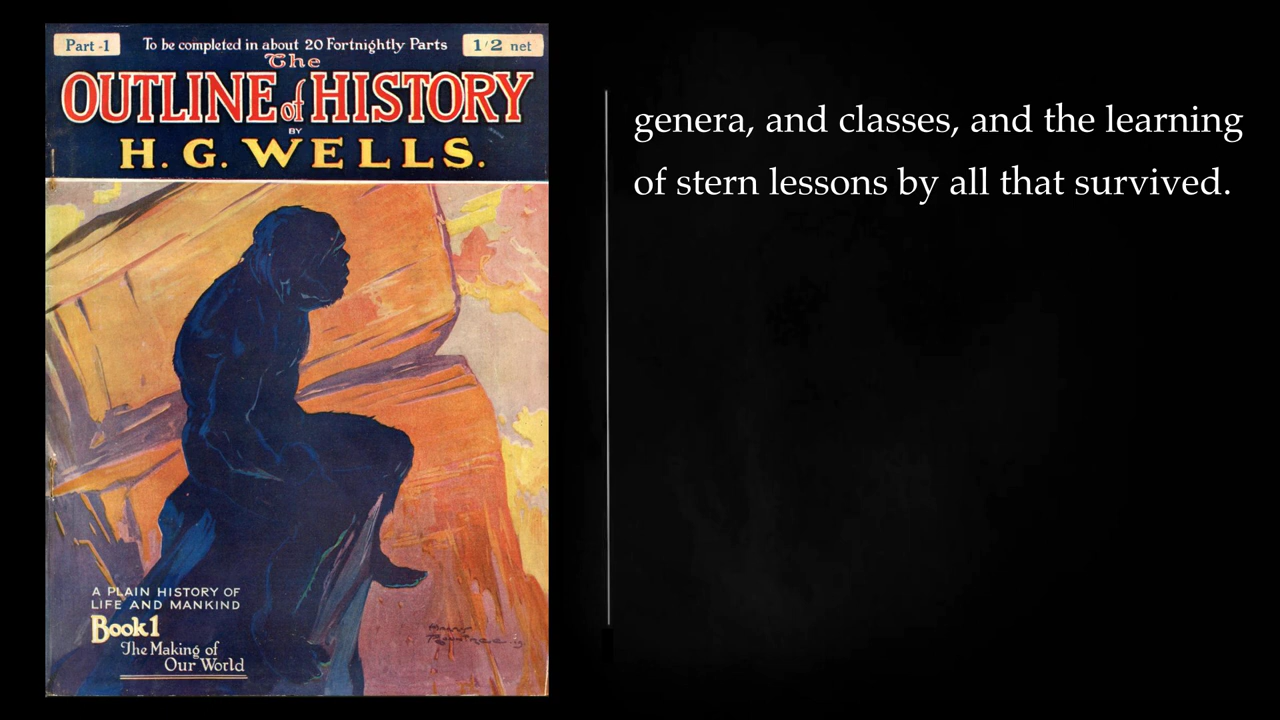 Part -1
To be completed in about 20 Fortnightly Parts
1/2 net
The
OUTLINE of HISTORY
BY
H. G. WELLS.
A PLAIN HISTORY OF
LIFE AND MANKIND
Book 1
The Making of
Our World
genera, and classes, and the learning
of stern lessons by all that survived.